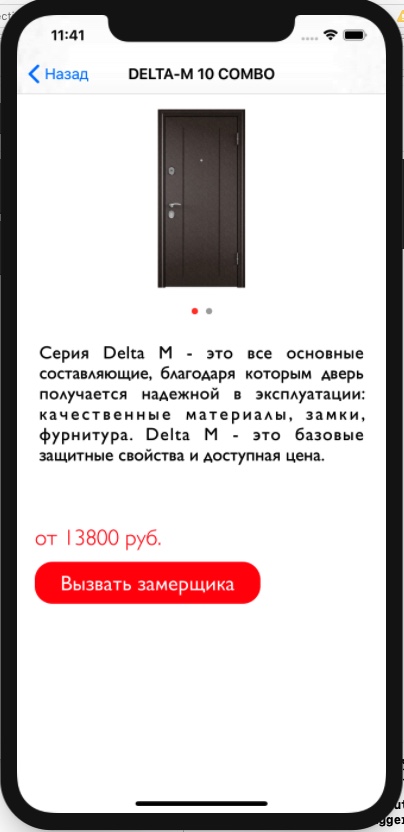 11:41
Назад
DELTA-M 10 COMBO
Серия Delta M - это все основные
составляющие, благодаря которым дверь
получается надежной в эксплуатации:
качественные материалы, замки,
фурнитура. Delta M - это базовые
защитные свойства и доступная цена.
от 13800 руб.
Вызвать замерщика